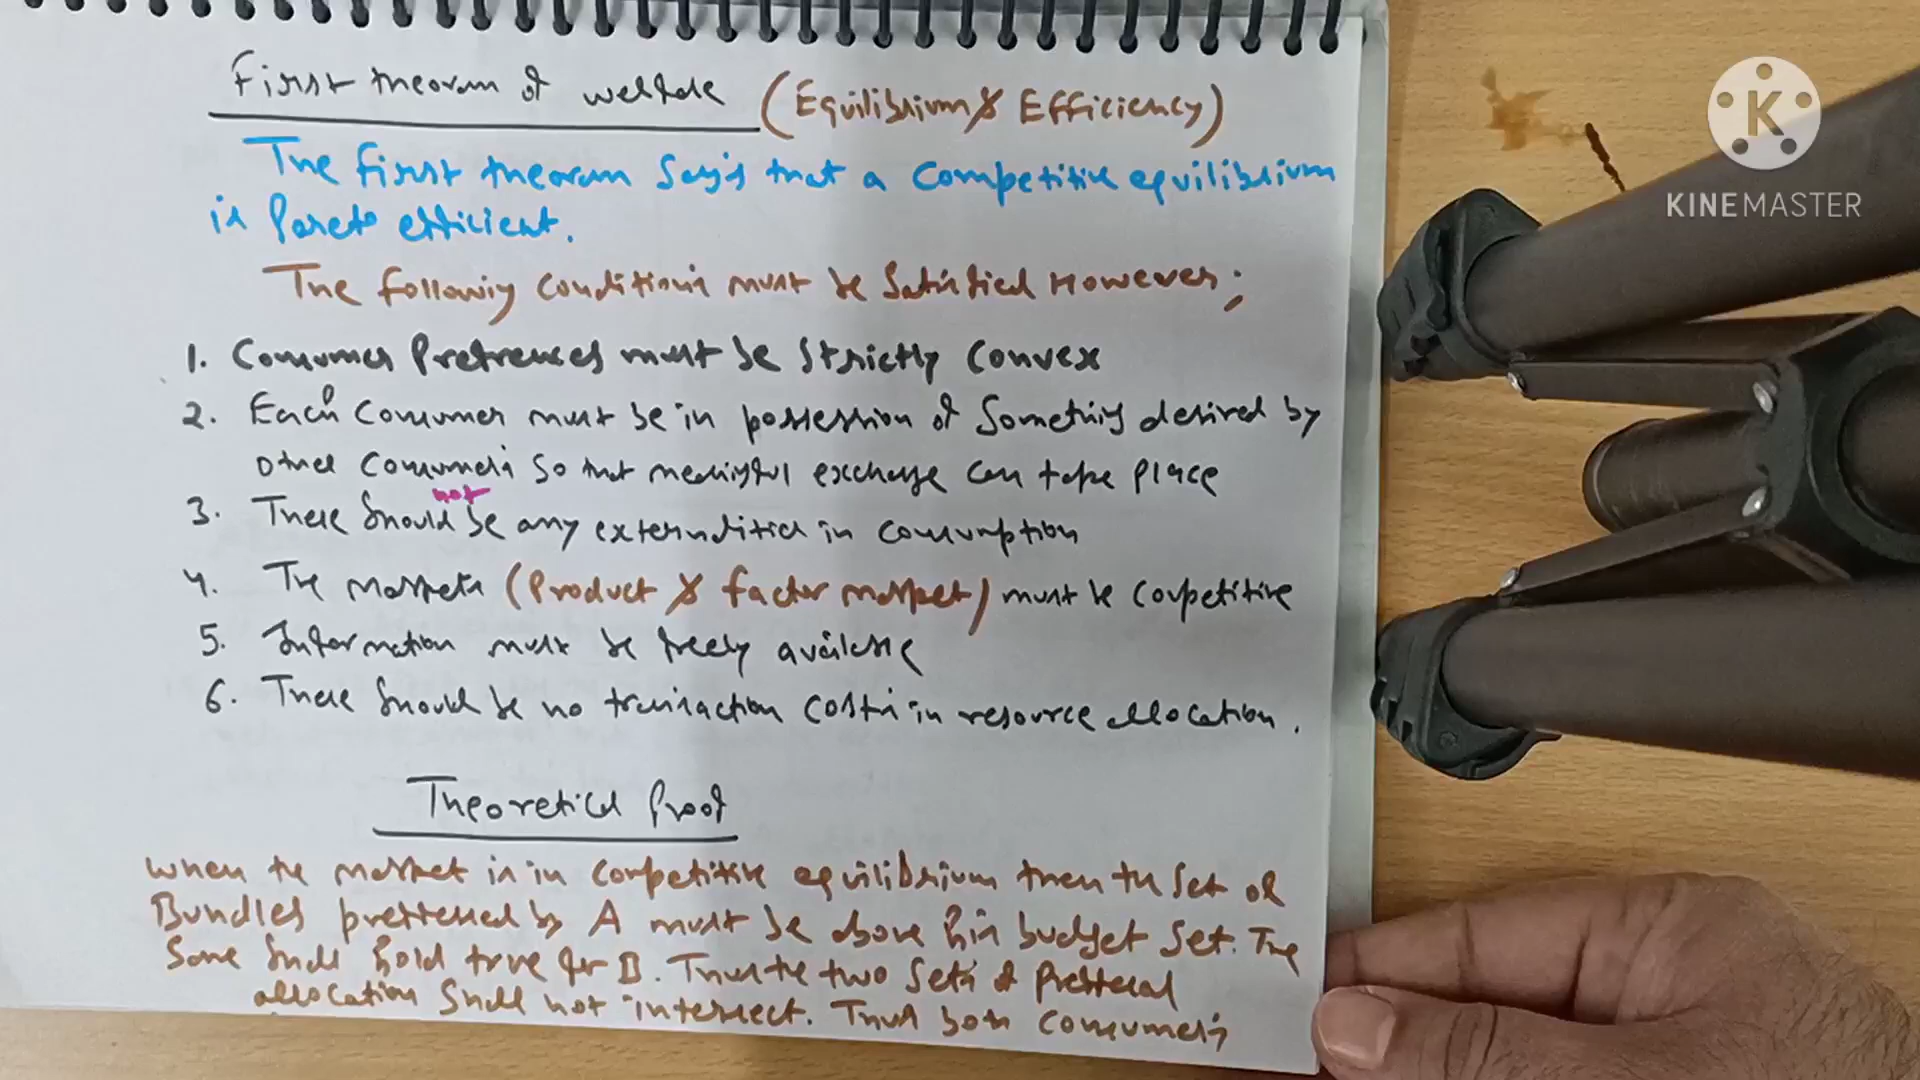 First theorem of welfare (Equilibrium & Efficiency)
The first theorem says that a competitive equilibrium
is Pareto efficient.
The following conditions must be satisfied However;
1. Consumer Prefrences must be strictly convex
2. Each consumer must be in possession of something desired by
other consumers so that meaningful exchange can take place
3. There should not be any externalities in consumption
4. The markets (Product & factor market) must be competitive
5. Information must be freely available
6. There should be no transaction costs in resource allocation.
Theoretical Proof
When the market is in competitive equilibrium then the set of
Bundles preffered by A must be above his budget set. The
same shall hold true for B. Thus the two sets of preffered
allocation shall not intersect. Thus both consumers
K
KINEMASTER